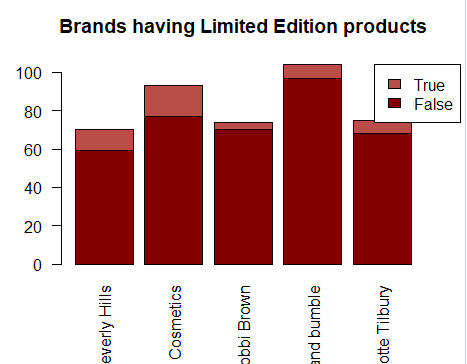 Brands having Limited Edition products
100
80
60
40
20
0
True
False
everly Hills
Cosmetics
obbi Brown
and bumble
otte Tilbury